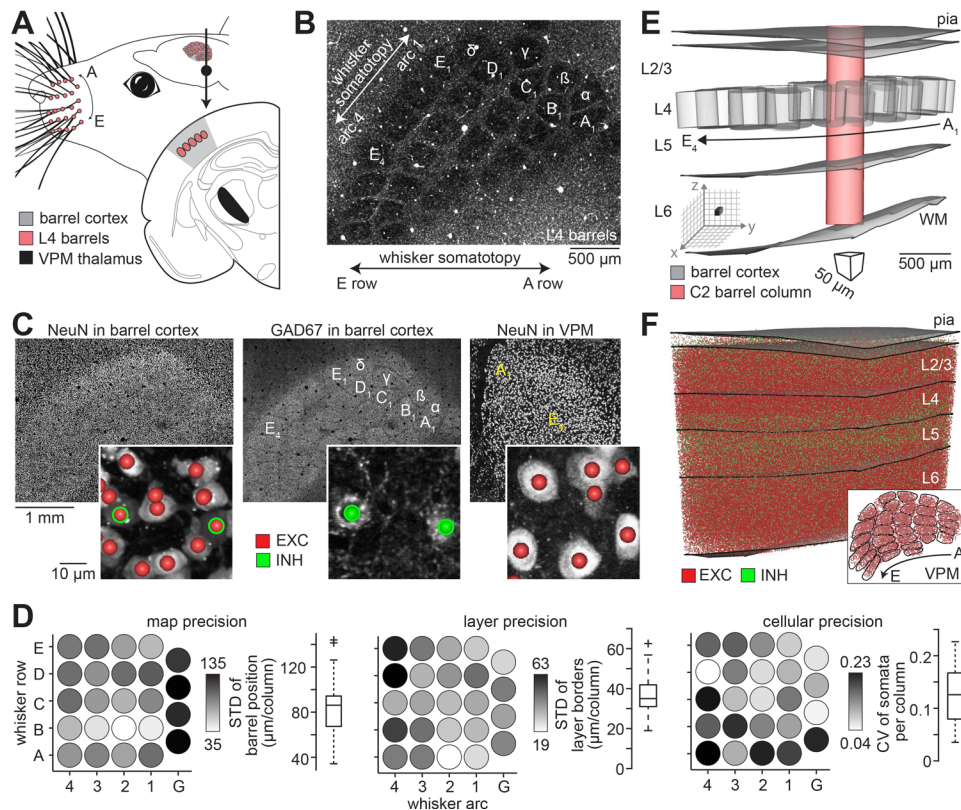 A
A
E
barrel cortex
L4 barrels
VPM thalamus
B
whisker
somatotopy
arc 1
arc 4
E1
δ
D1
γ
C1
ß
B1
α
A1
E4
L4 barrels
500 µm
whisker somatotopy
E row
A row
E
pia
L2/3
L4
A1
E4
L5
L6
WM
z
y
x
50 µm
500 µm
barrel cortex
C2 barrel column
C
NeuN in barrel cortex
GAD67 in barrel cortex
NeuN in VPM
δ
E1
γ
D1
C1
ß
B1
α
A1
E4
A1
E1
1 mm
10 µm
EXC
INH
F
pia
L2/3
L4
L5
L6
EXC
INH
A
E
VPM
D
map precision
layer precision
cellular precision
whisker row
E
D
C
B
A
4 3 2 1 G
135
35
STD of
barrel position
(µm/column)
140
100
60
40
4 3 2 1 G
whisker arc
63
19
STD of
layer borders
(µm/column)
60
40
20
0
4 3 2 1 G
0.23
0.04
CV of somata
per column
0.2
0.1
0